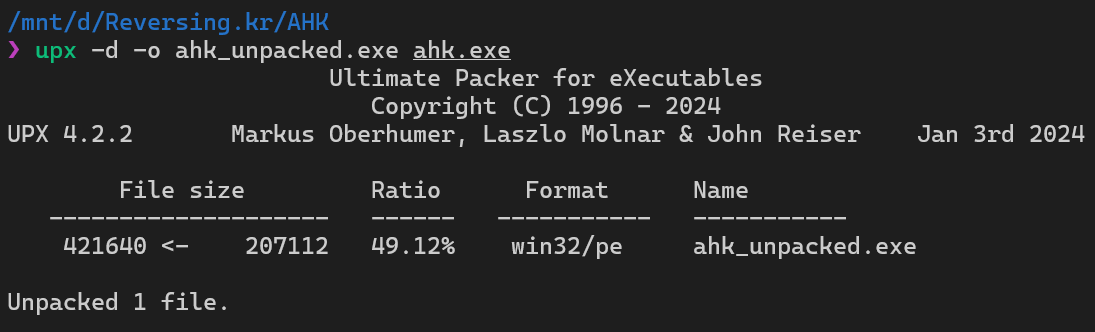 /mnt/d/Reversing.kr/AHK
❯ upx -d -o ahk_unpacked.exe ahk.exe
Ultimate Packer for eXecutables
Copyright (C) 1996 - 2024
UPX 4.2.2 Markus Oberhumer, Laszlo Molnar & John Reiser Jan 3rd 2024
File size Ratio Format Name
-------------------- ------ ----------- -----------
421640 <- 207112 49.12% win32/pe ahk_unpacked.exe
Unpacked 1 file.